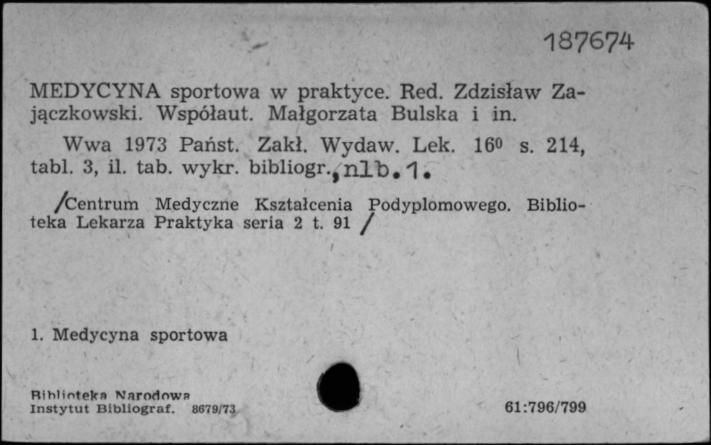 187674
MEDYCYNA sportowa w praktyce. Red. Zdzisław Za-
jączkowski. Współaut. Małgorzata Bulska i in.
Wwa 1973 Państ. Zakł. Wydaw. Lek. 16⁰ s. 214,
tabl. 3, il. tab. wykr. bibliogr., nlb. 1.
/Centrum Medyczne Kształcenia Podyplomowego. Biblio-
teka Lekarza Praktyka seria 2 t. 91 /
1. Medycyna sportowa
Biblioteka Narodowa
Instytut Bibliograf. 8679/73 61:796/799